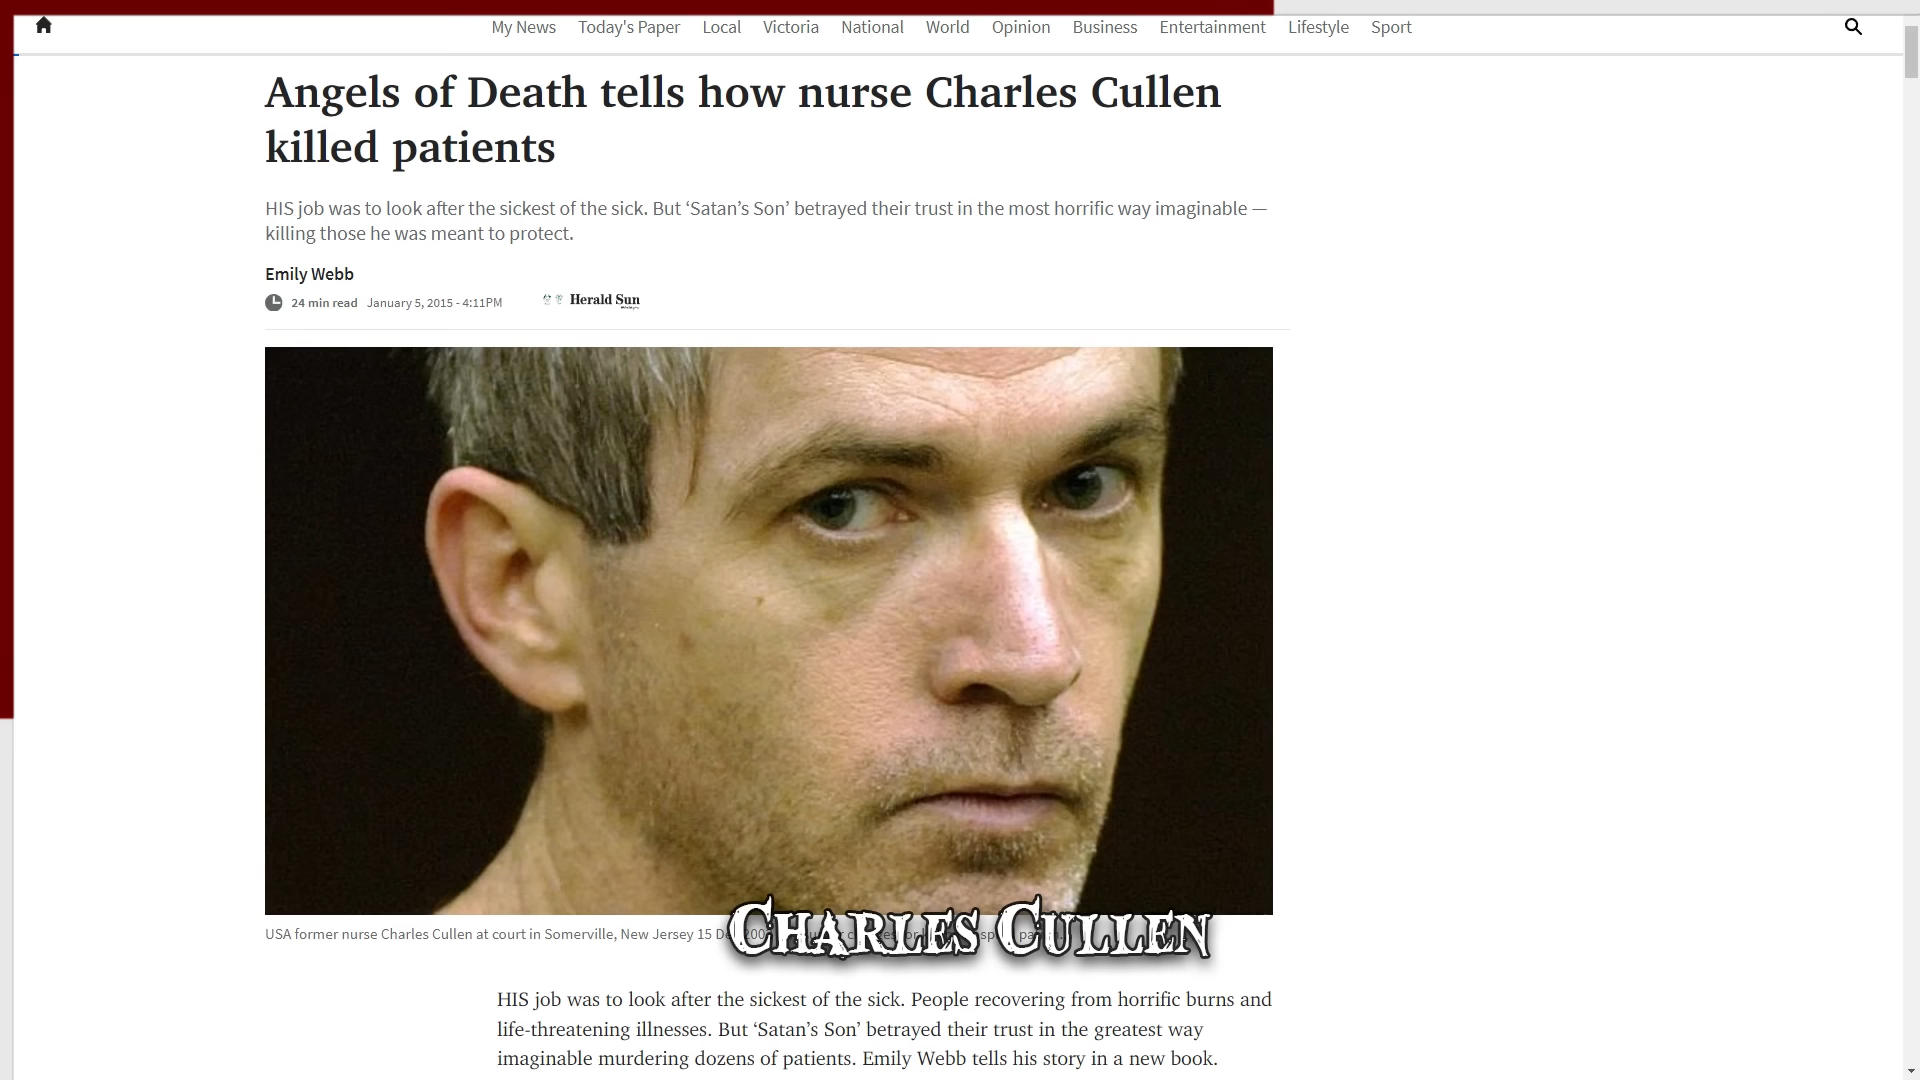 My News Today's Paper Local Victoria National World Opinion Business Entertainment Lifestyle Sport
Angels of Death tells how nurse Charles Cullen
killed patients
HIS job was to look after the sickest of the sick. But ‘Satan’s Son’ betrayed their trust in the most horrific way imaginable —
killing those he was meant to protect.
Emily Webb
24 min read January 5, 2015 - 4:11PM Herald Sun
USA former nurse Charles Cullen at court in Somerville, New Jersey 15
Charles Cullen
HIS job was to look after the sickest of the sick. People recovering from horrific burns and
life-threatening illnesses. But ‘Satan’s Son’ betrayed their trust in the greatest way
imaginable murdering dozens of patients. Emily Webb tells his story in a new book.